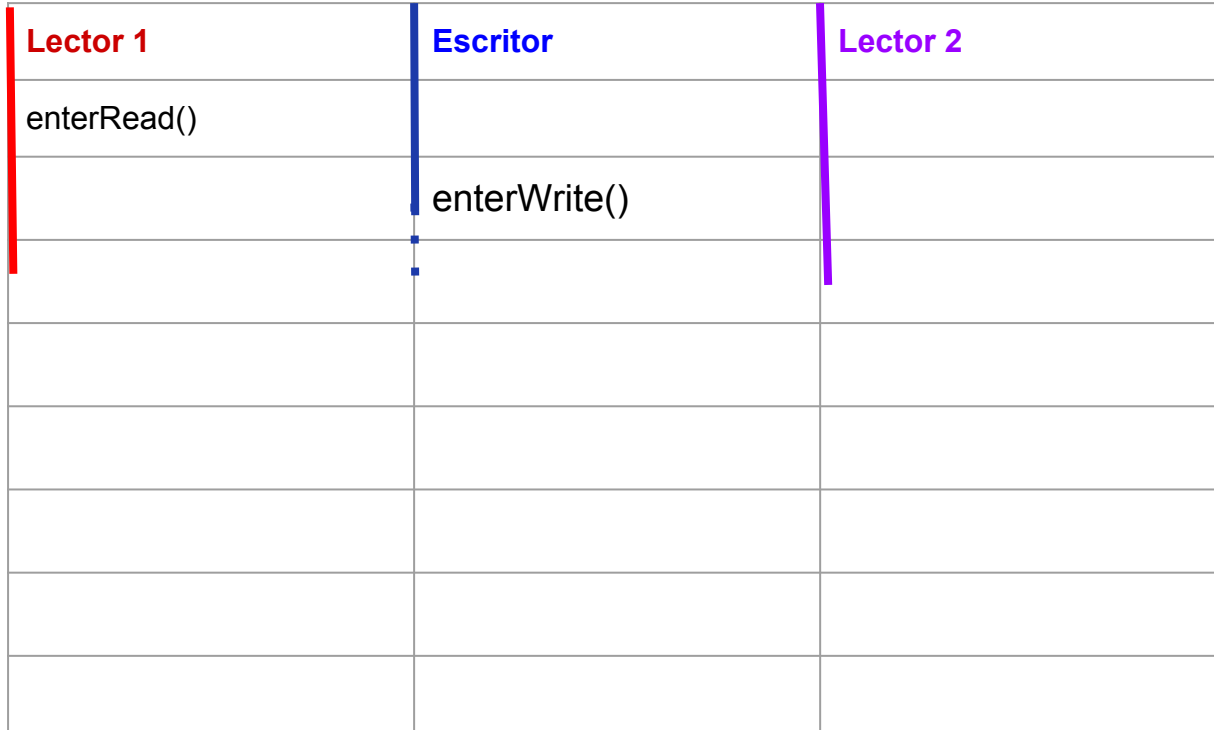 Lector 1
Escritor
Lector 2
enterRead()
enterWrite()